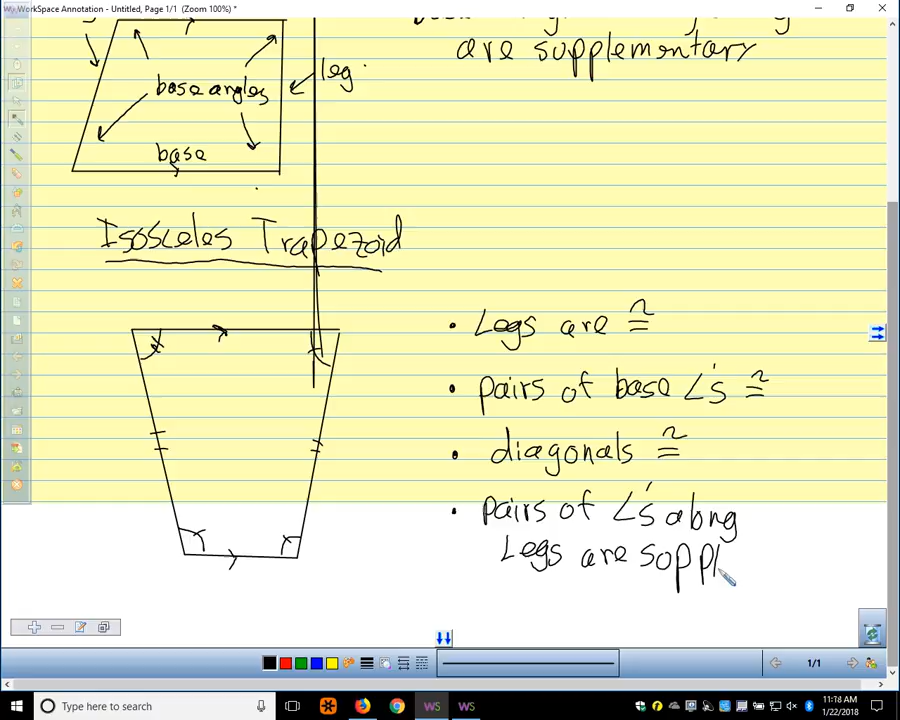 WorkSpace Annotation - Untitled, Page 1/1 (Zoom 100%) *
are supplementary
leg
base angles
base
Isosceles Trapezoid
• Legs are ≅
• pairs of base ∠'s ≅
• diagonals ≅
• pairs of ∠'s along
Legs are suppl
1/1
Type here to search
WS
WS
11:18 AM
1/22/2018